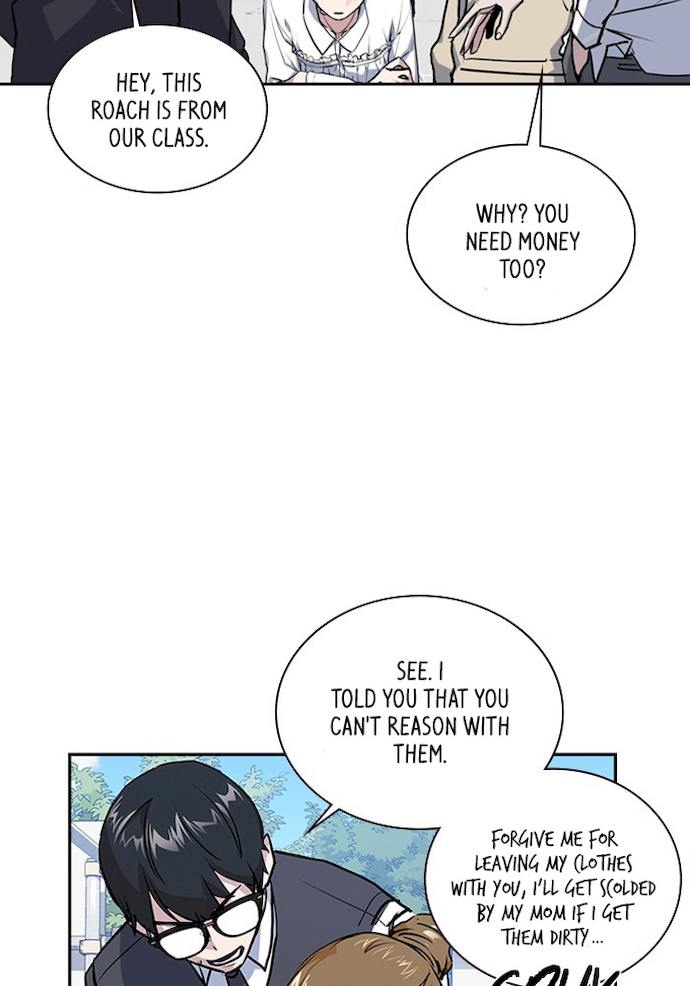 HEY, THIS
ROACH IS FROM
OUR CLASS.
WHY? YOU
NEED MONEY
TOO?
SEE. I
TOLD YOU THAT YOU
CAN'T REASON WITH
THEM.
FORGIVE ME FOR
LEAVING MY CLOTHES
WITH YOU, I'LL GET SCOLDED
BY MY MOM IF I GET
THEM DIRTY...